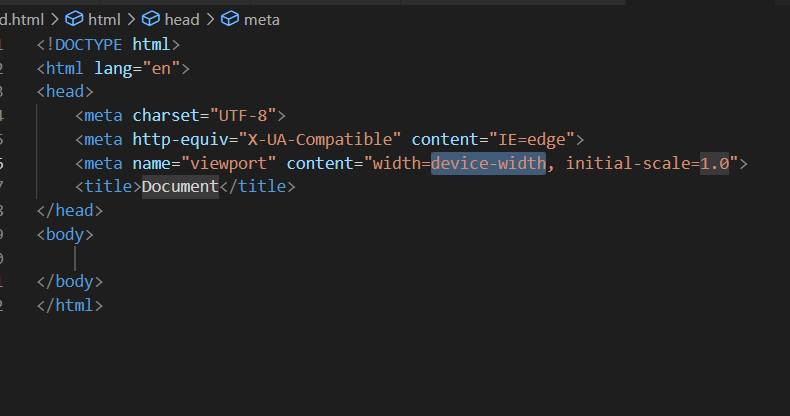 d.html > html > head > meta
1 <!DOCTYPE html>
2 <html lang="en">
3 <head>
4 <meta charset="UTF-8">
5 <meta http-equiv="X-UA-Compatible" content="IE=edge">
6 <meta name="viewport" content="width=device-width, initial-scale=1.0">
7 <title>Document</title>
8 </head>
9 <body>
0
1 </body>
2 </html>